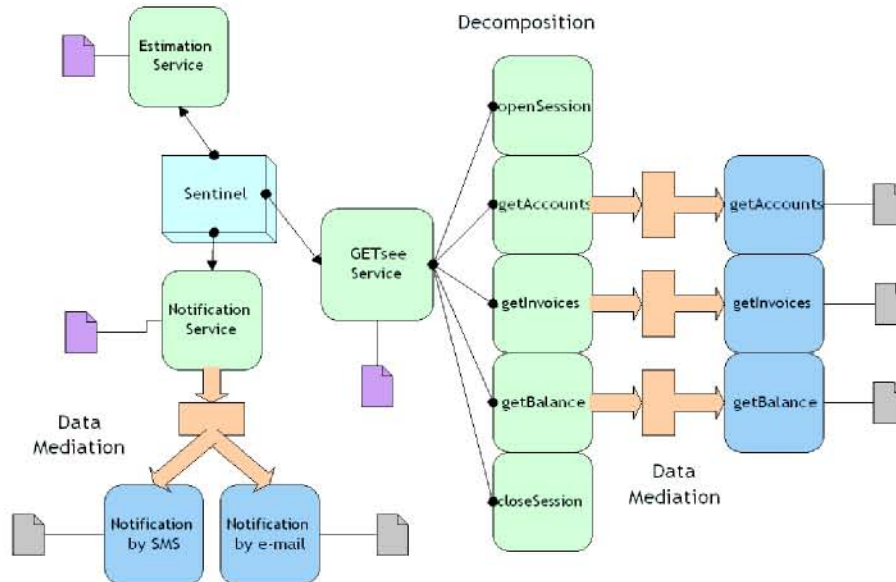 Decomposition
Estimation
Service
openSession
Sentinel
getAccounts
getAccounts
GETsee
Service
Notification
Service
getInvoices
getInvoices
getBalance
getBalance
Data
Mediation
Data
Mediation
closeSession
Notification
by SMS
Notification
by e-mail